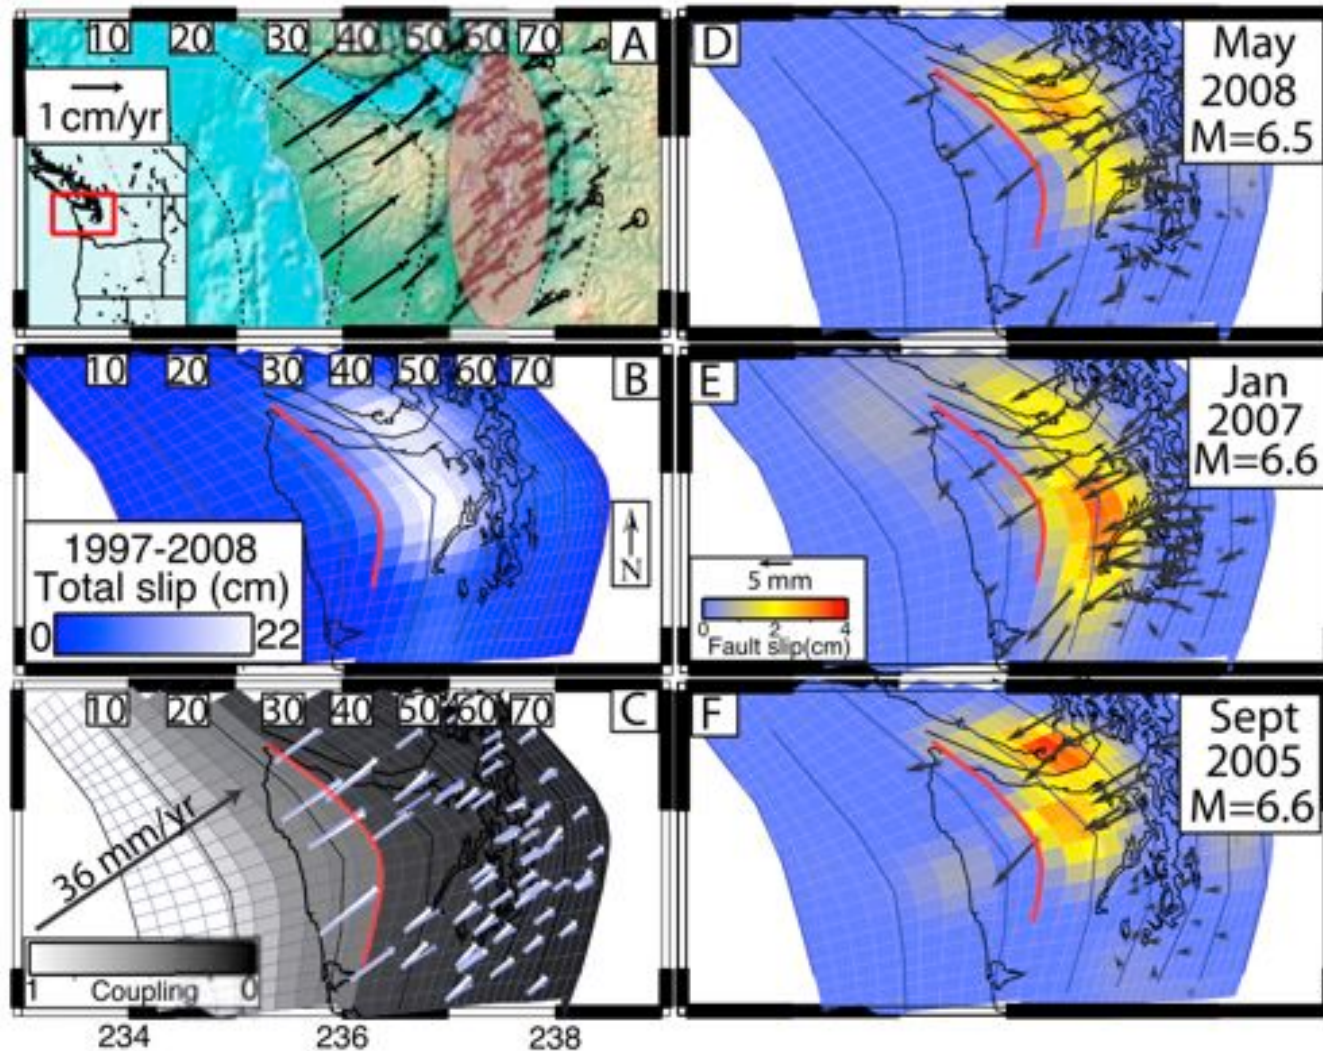 10 20 30 40 50 60 70 A
1 cm/yr
10 20 30 40 50 60 70 B
1997-2008
Total slip (cm)
0 22
N
10 20 30 40 50 60 70 C
36 mm/yr
1 Coupling 0
234 236 238
D May
2008
M=6.5
E Jan
2007
M=6.6
5 mm
0 2 4
Fault slip(cm)
F Sept
2005
M=6.6